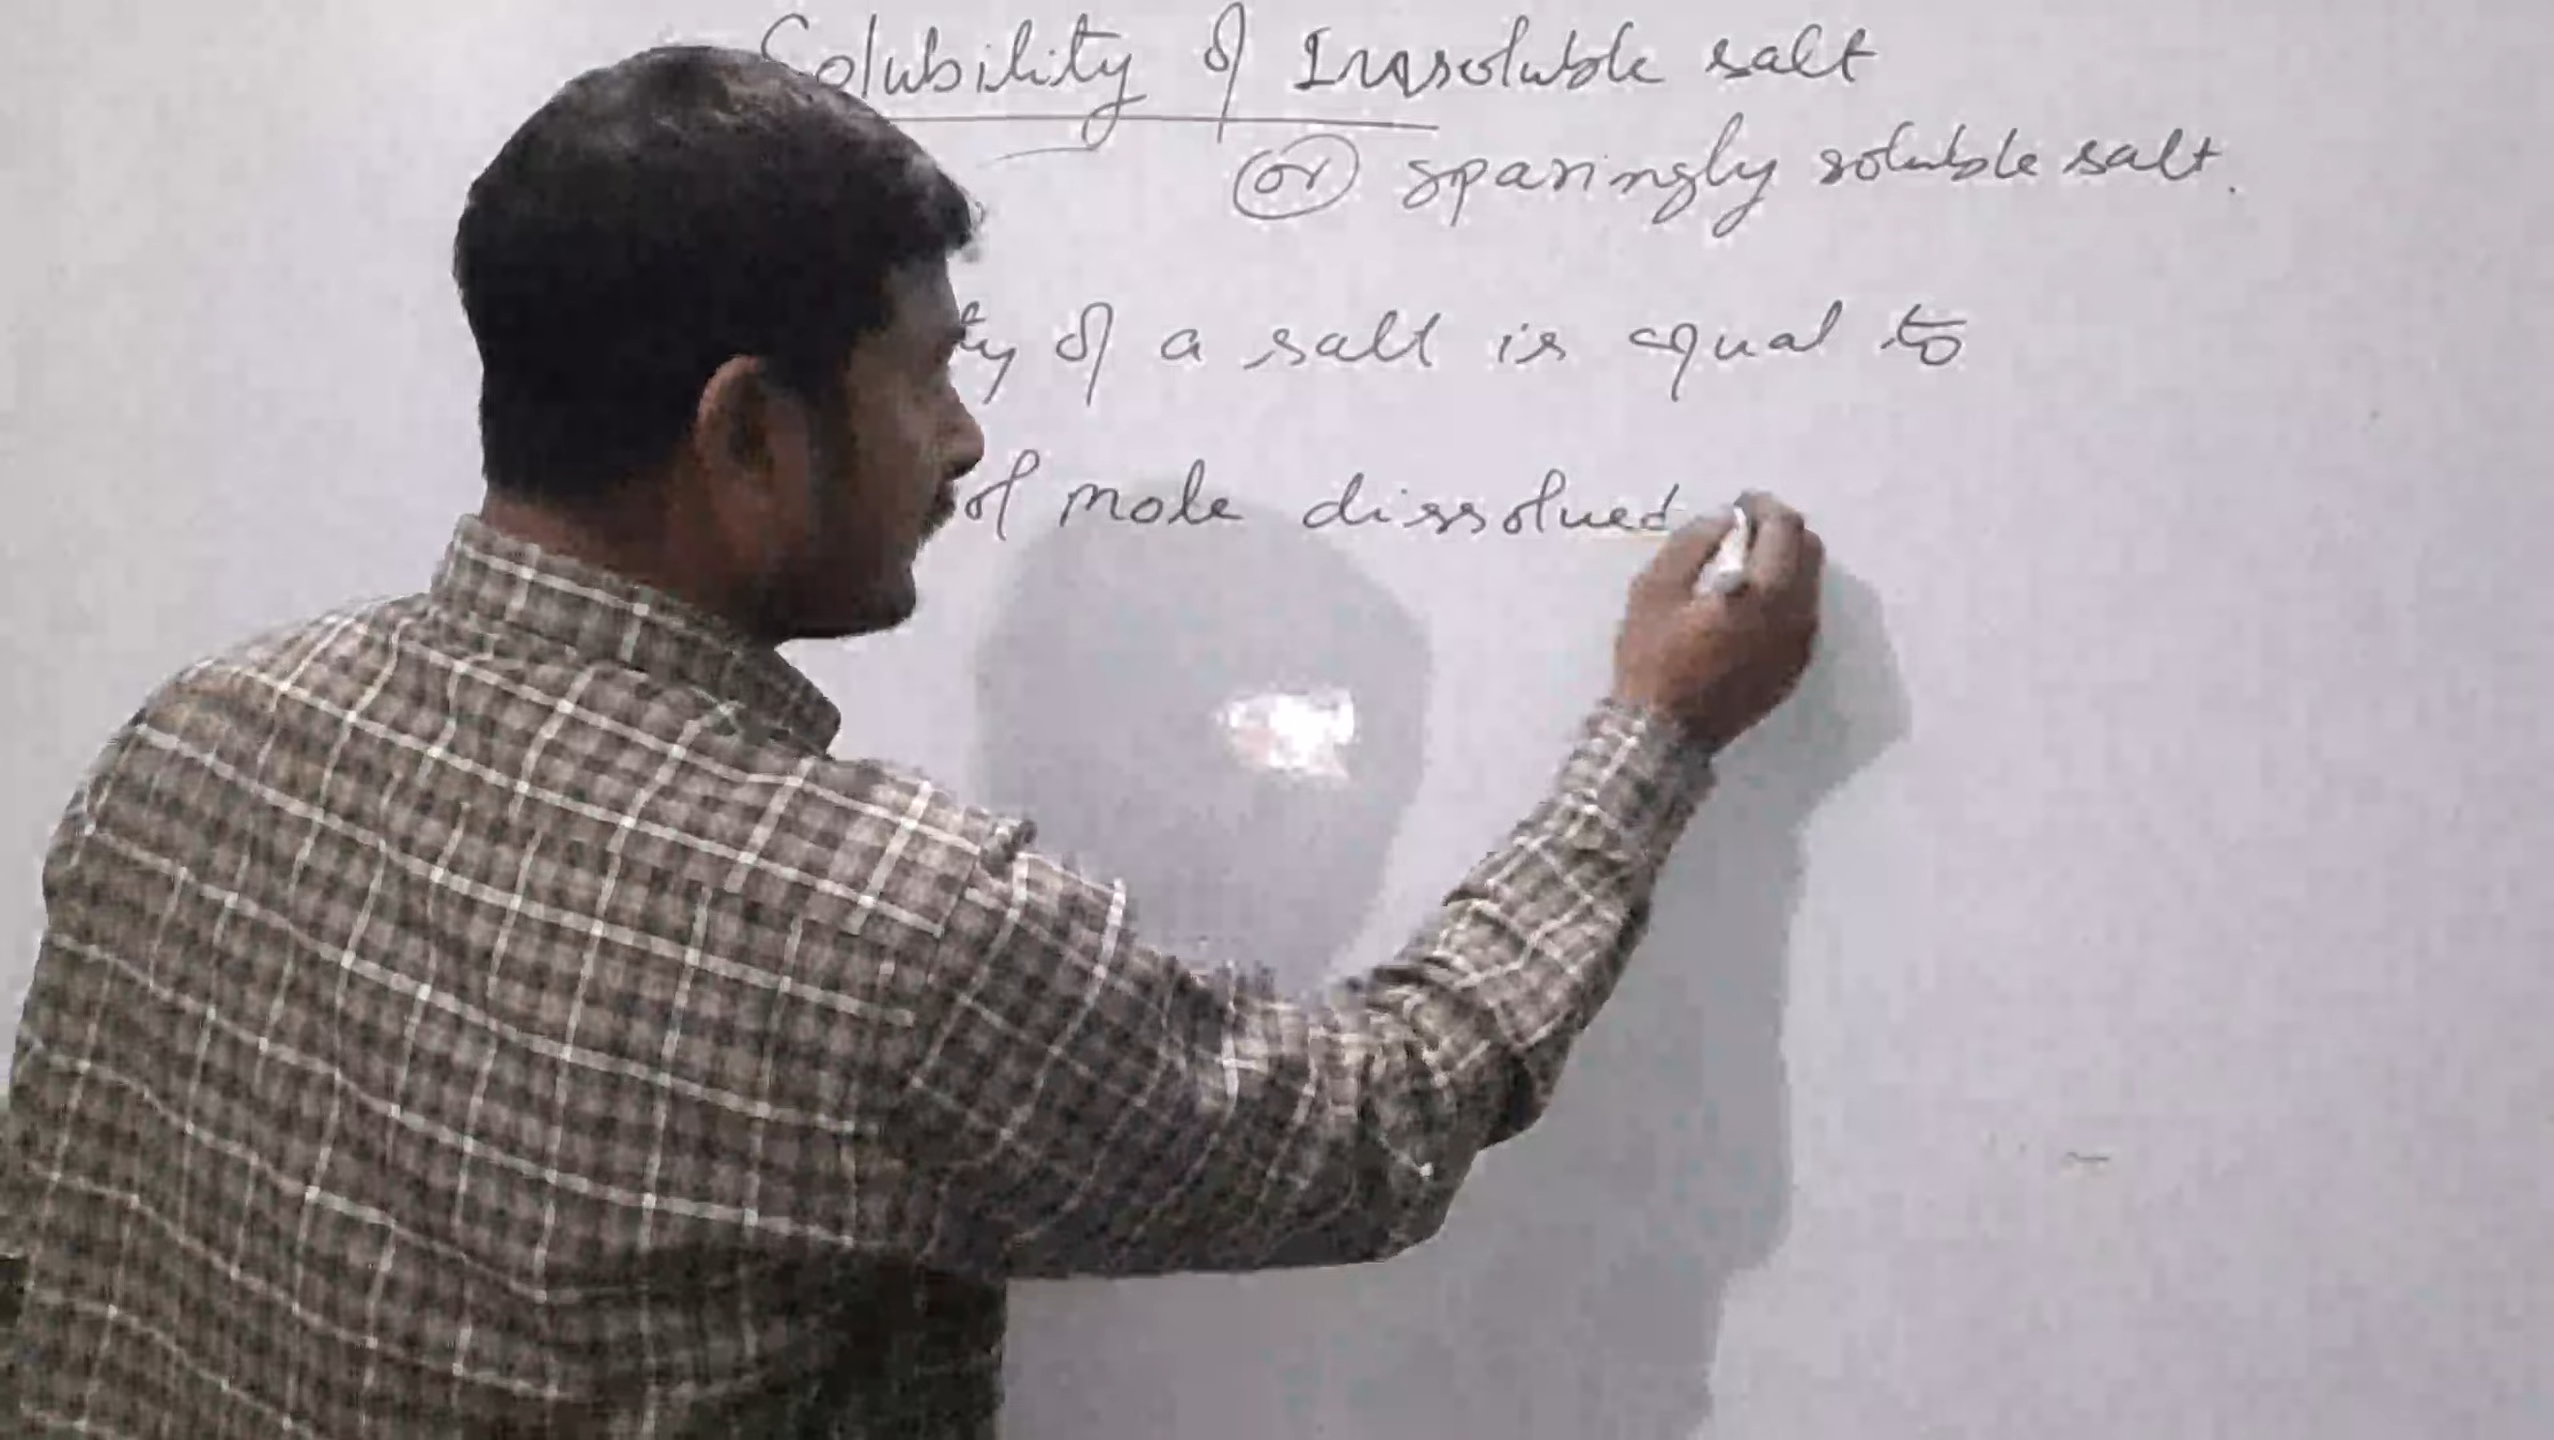 Solubility of Insoluble salt
(or) sparingly soluble salt.
ty of a salt is equal to
of mole dissolved